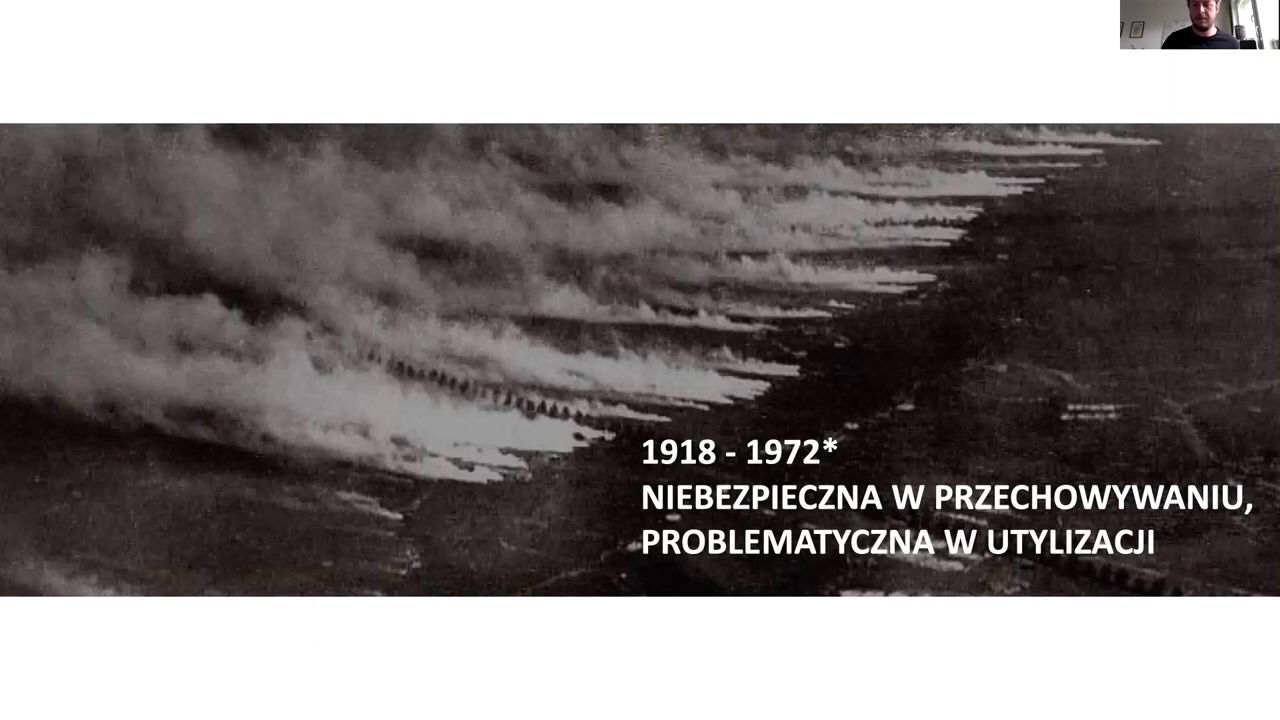 1918 - 1972*
NIEBEZPIECZNA W PRZECHOWYWANIU,
PROBLEMATYCZNA W UTYLIZACJI